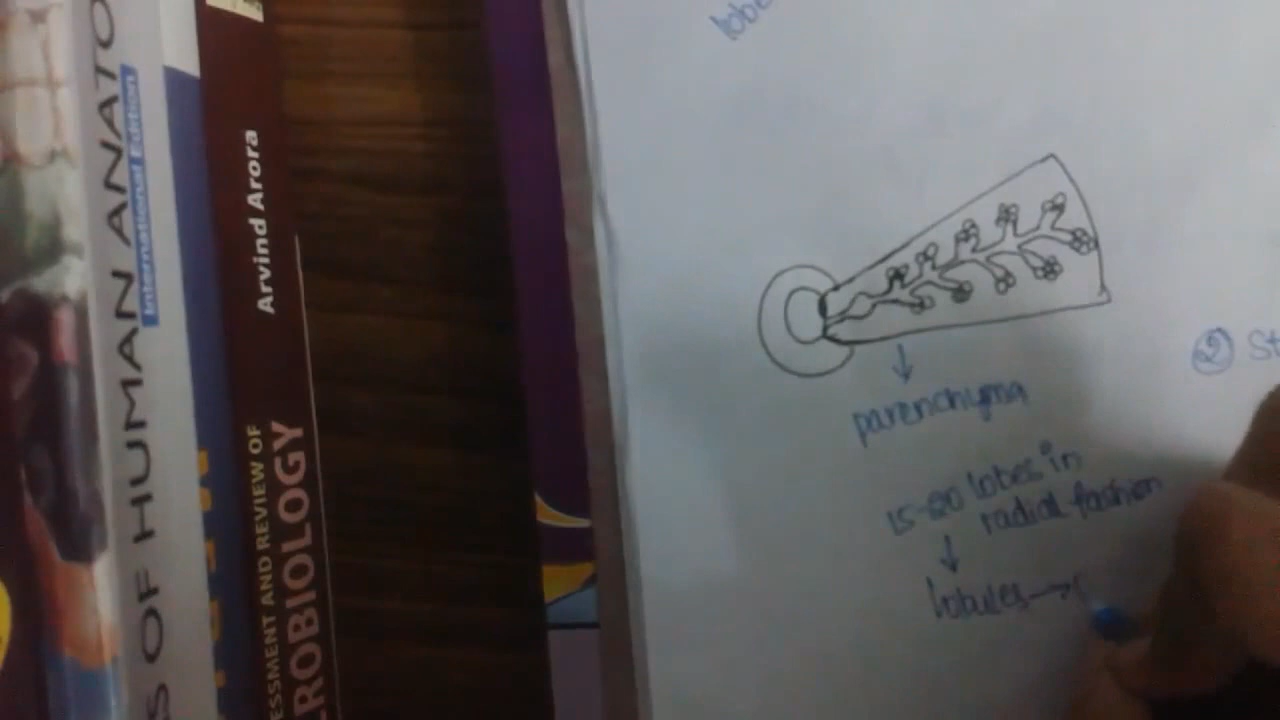 S OF HUMAN ANATO
International Edition
Arvind Arora
ESSMENT AND REVIEW OF
CROBIOLOGY
lobe
parenchyma
② St
15-20 lobes in
radial fashion
lobules →